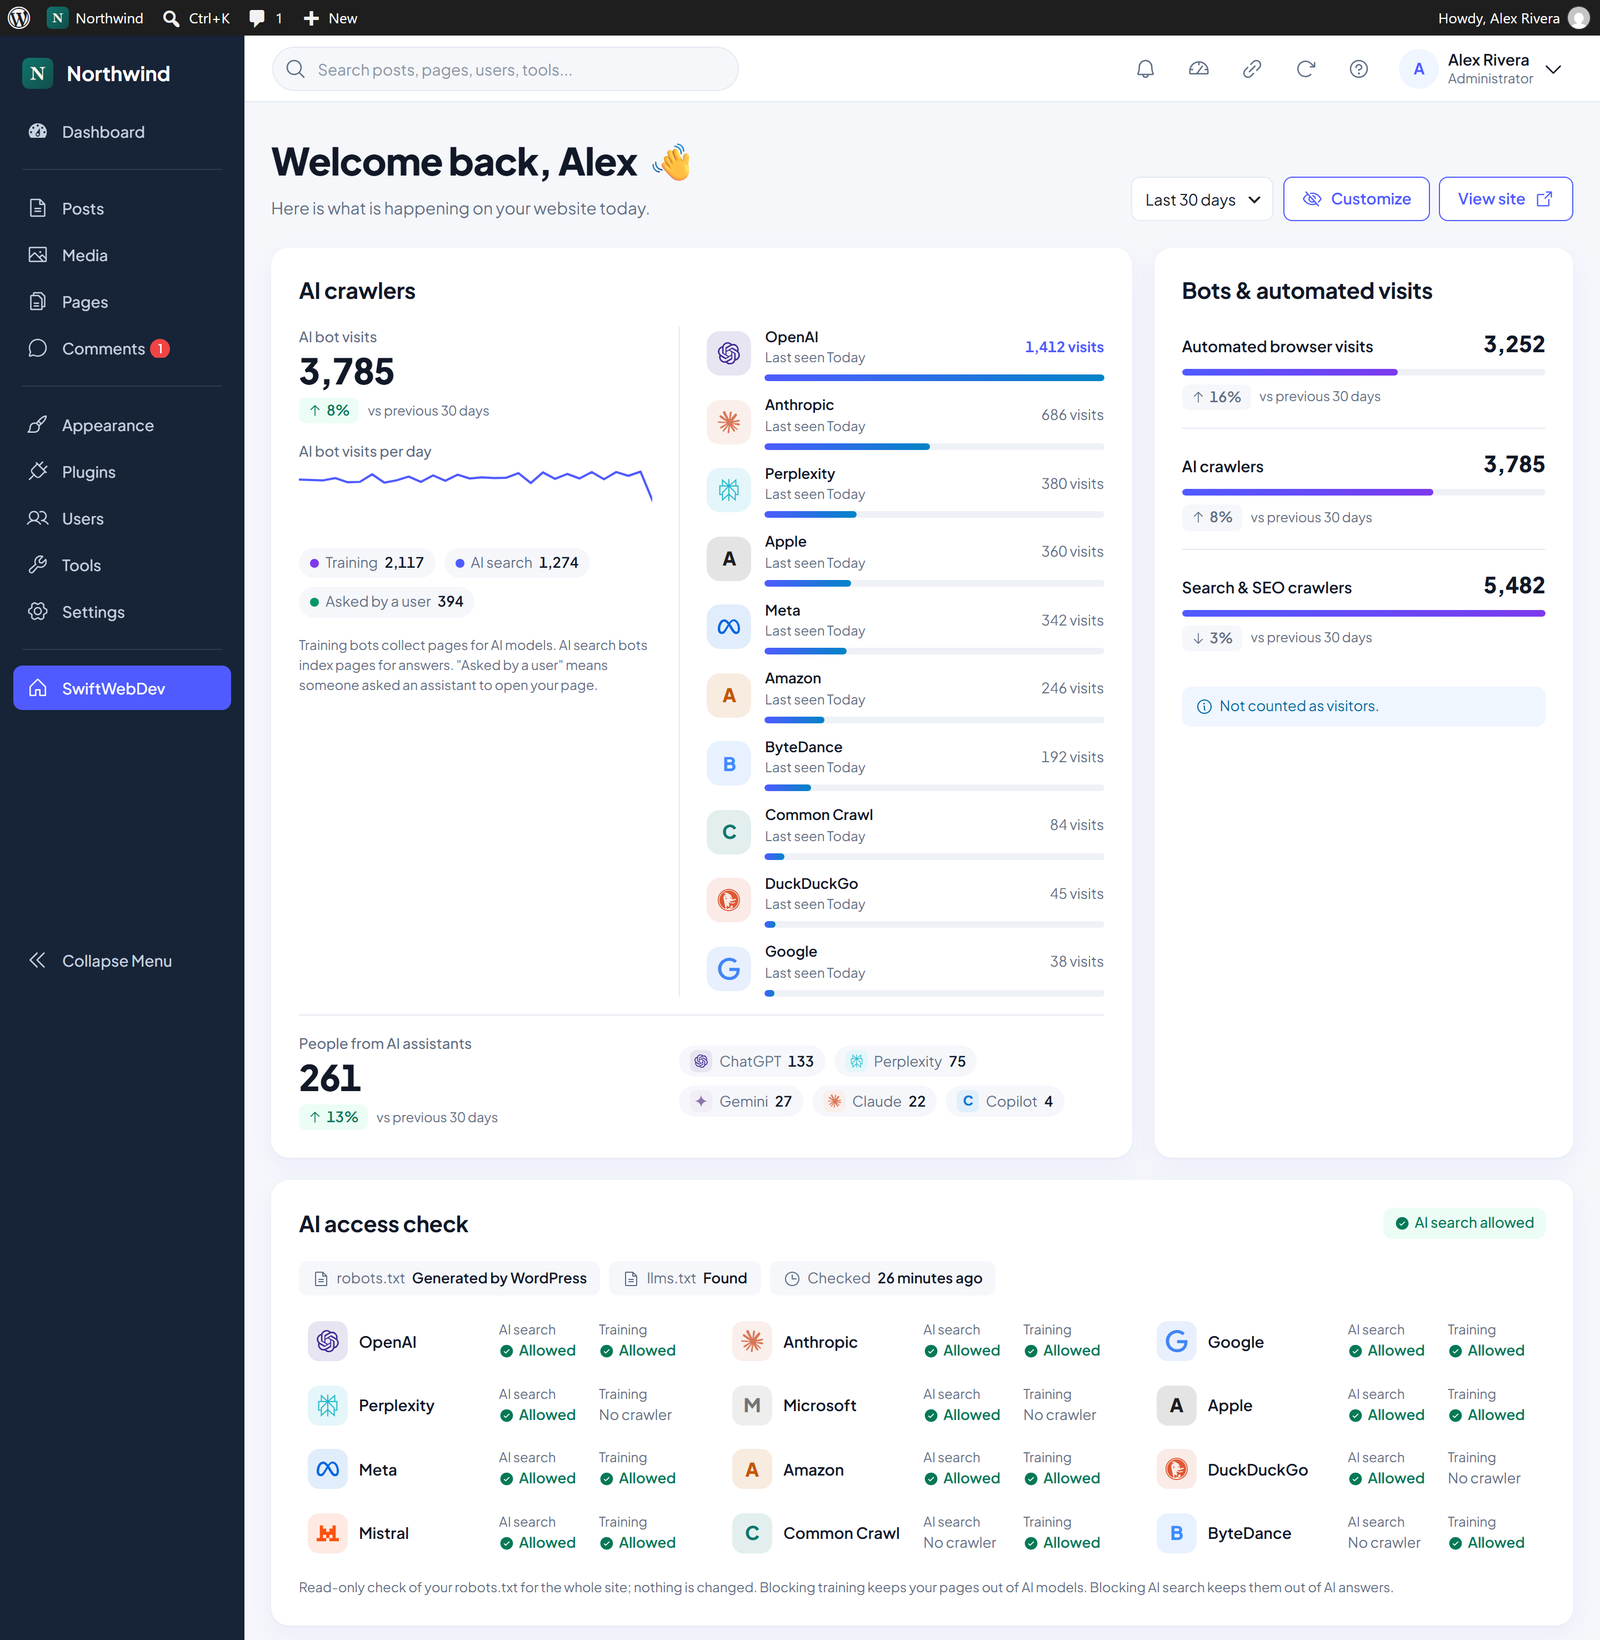 Northwind
Ctrl+K
1
New
Howdy, Alex Rivera
N
Northwind
Dashboard
Posts
Media
Pages
Comments 1
Appearance
Plugins
Users
Tools
Settings
SwiftWebDev
Collapse Menu
Search posts, pages, users, tools...
A
Alex Rivera
Administrator
Welcome back, Alex
Here is what is happening on your website today.
Last 30 days
Customize
View site
AI crawlers
AI bot visits
3,785
↑ 8% vs previous 30 days
AI bot visits per day
Training 2,117
AI search 1,274
Asked by a user 394
Training bots collect pages for AI models. AI search bots
index pages for answers. "Asked by a user" means
someone asked an assistant to open your page.
OpenAI
Last seen Today
1,412 visits
Anthropic
Last seen Today
686 visits
Perplexity
Last seen Today
380 visits
A
Apple
Last seen Today
360 visits
Meta
Last seen Today
342 visits
A
Amazon
Last seen Today
246 visits
B
ByteDance
Last seen Today
192 visits
C
Common Crawl
Last seen Today
84 visits
DuckDuckGo
Last seen Today
45 visits
Google
Last seen Today
38 visits
People from AI assistants
261
↑ 13% vs previous 30 days
ChatGPT 133
Perplexity 75
Gemini 27
Claude 22
C Copilot 4
Bots & automated visits
Automated browser visits 3,252
↑ 16% vs previous 30 days
AI crawlers 3,785
↑ 8% vs previous 30 days
Search & SEO crawlers 5,482
↓ 3% vs previous 30 days
Not counted as visitors.
AI access check
AI search allowed
robots.txt Generated by WordPress
llms.txt Found
Checked 26 minutes ago
OpenAI
AI search
Allowed
Training
Allowed
Anthropic
AI search
Allowed
Training
Allowed
Google
AI search
Allowed
Training
Allowed
Perplexity
AI search
Allowed
Training
No crawler
M
Microsoft
AI search
Allowed
Training
No crawler
A
Apple
AI search
Allowed
Training
Allowed
Meta
AI search
Allowed
Training
Allowed
A
Amazon
AI search
Allowed
Training
Allowed
DuckDuckGo
AI search
Allowed
Training
No crawler
Mistral
AI search
Allowed
Training
Allowed
C
Common Crawl
AI search
No crawler
Training
Allowed
B
ByteDance
AI search
No crawler
Training
Allowed
Read-only check of your robots.txt for the whole site; nothing is changed. Blocking training keeps your pages out of AI models. Blocking AI search keeps them out of AI answers.